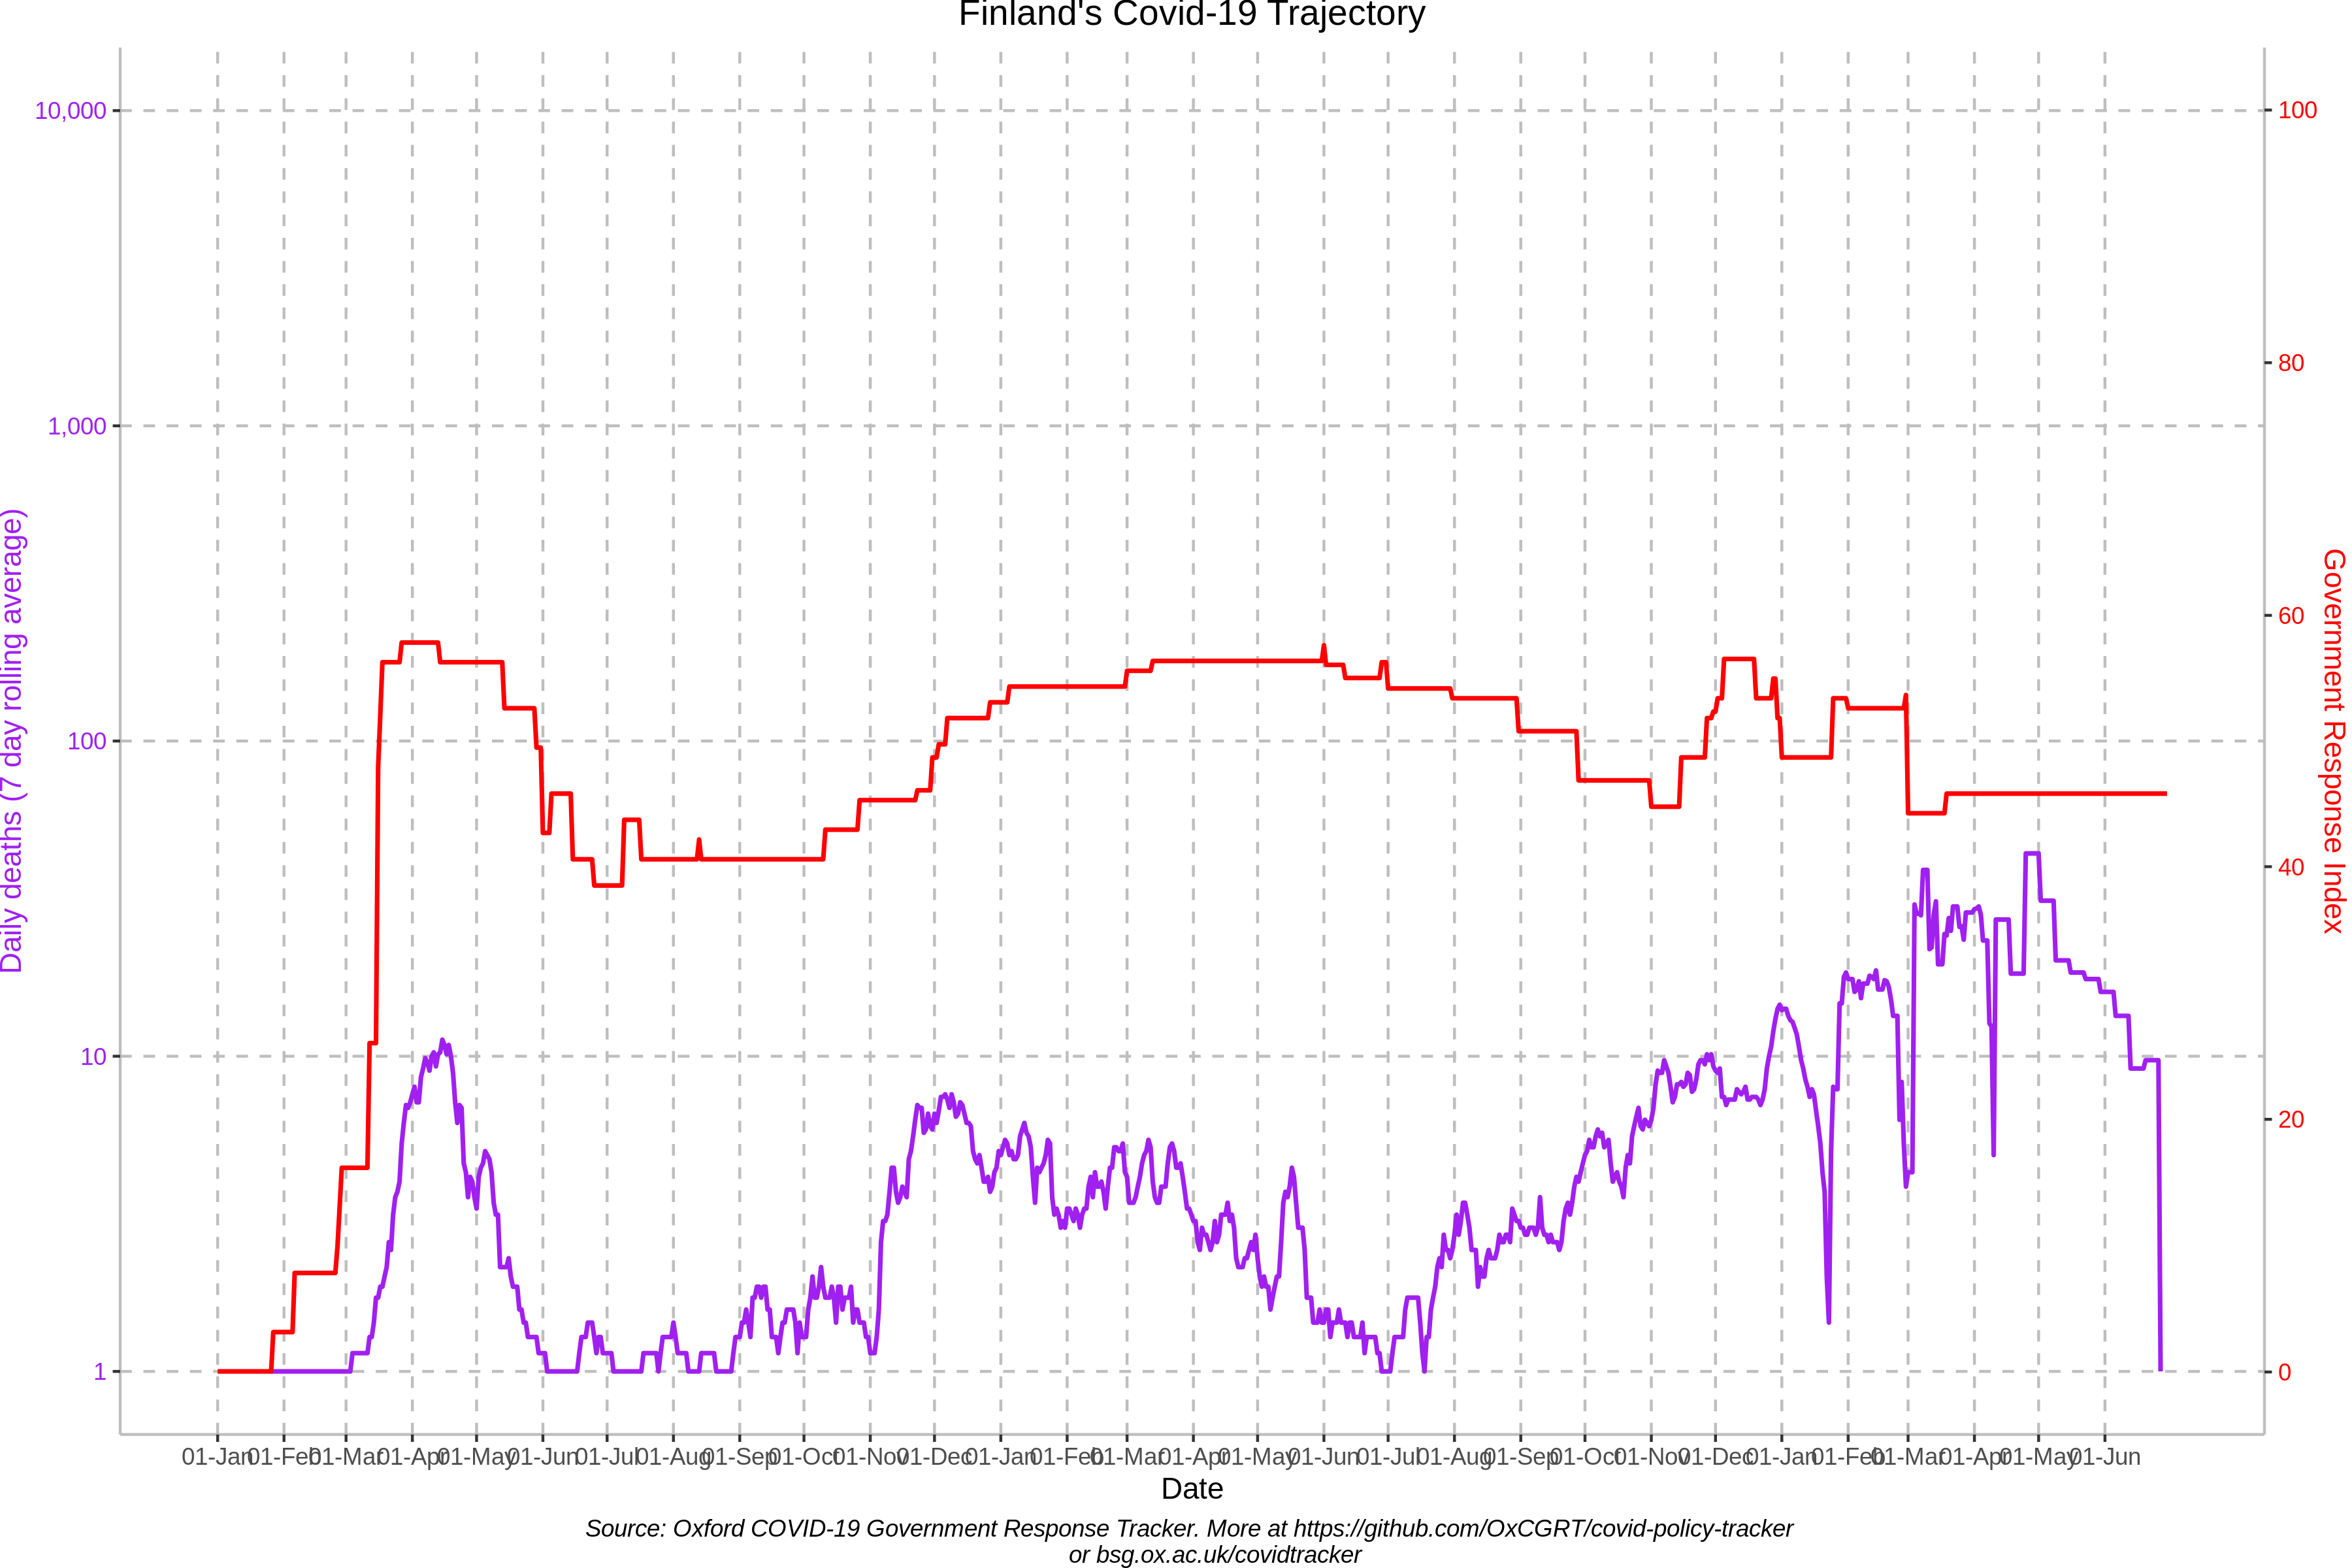 Finland's Covid-19 Trajectory
10,000
1,000
100
10
1
Daily deaths (7 day rolling average)
100
80
60
40
20
0
Government Response Index
01-Jan 01-Feb 01-Mar 01-Apr 01-May 01-Jun 01-Jul 01-Aug 01-Sep 01-Oct 01-Nov 01-Dec 01-Jan 01-Feb 01-Mar 01-Apr 01-May 01-Jun 01-Jul 01-Aug 01-Sep 01-Oct 01-Nov 01-Dec 01-Jan 01-Feb 01-Mar 01-Apr 01-May 01-Jun
Date
Source: Oxford COVID-19 Government Response Tracker. More at https://github.com/OxCGRT/covid-policy-tracker
or bsg.ox.ac.uk/covidtracker